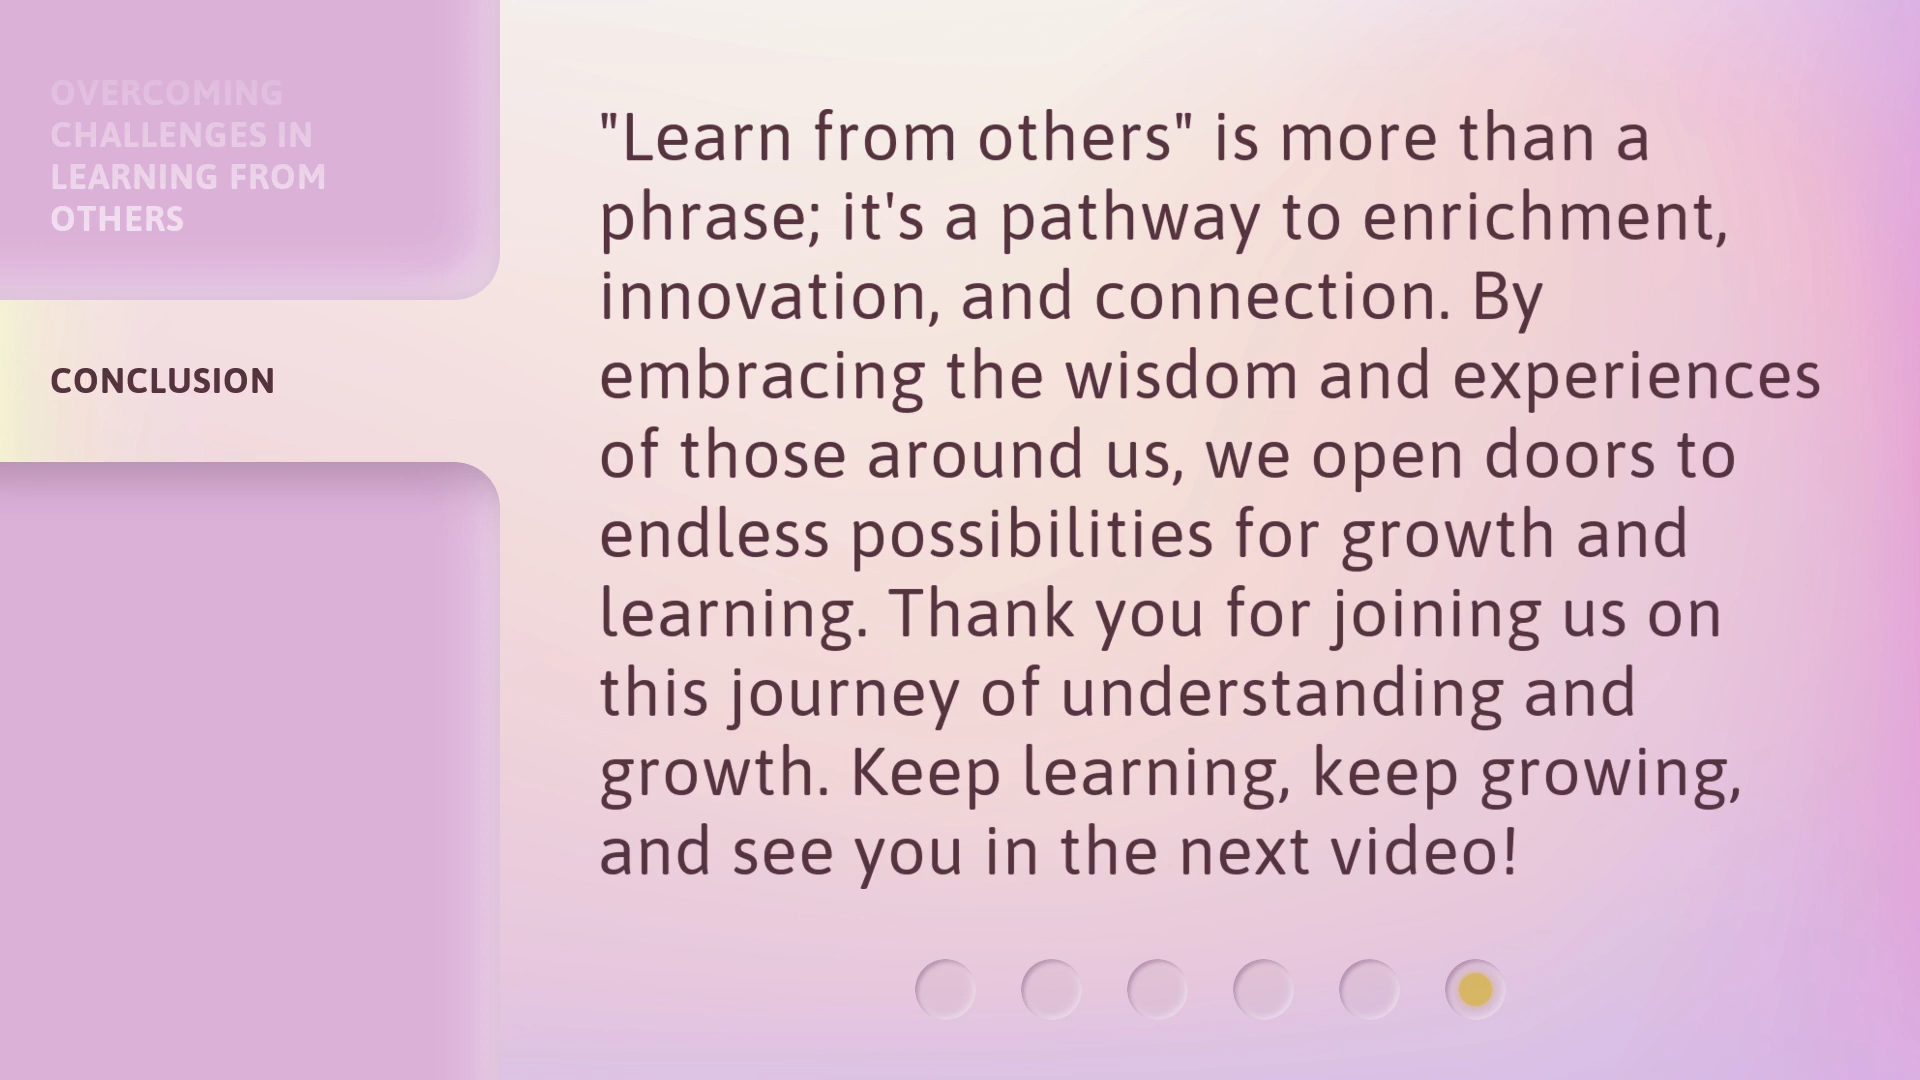 OVERCOMING
CHALLENGES IN
LEARNING FROM
OTHERS
CONCLUSION
"Learn from others" is more than a
phrase; it's a pathway to enrichment,
innovation, and connection. By
embracing the wisdom and experiences
of those around us, we open doors to
endless possibilities for growth and
learning. Thank you for joining us on
this journey of understanding and
growth. Keep learning, keep growing,
and see you in the next video!